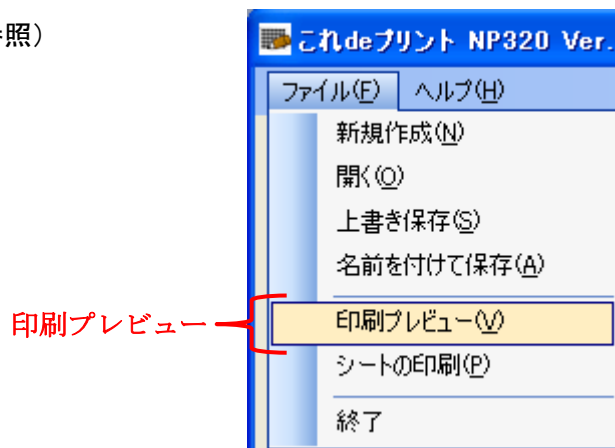 照）
これdeプリント NP320 Ver.
ファイル(F) ヘルプ(H)
新規作成(N)
開く(O)
上書き保存(S)
名前を付けて保存(A)
印刷プレビュー
印刷プレビュー(V)
シートの印刷(P)
終了